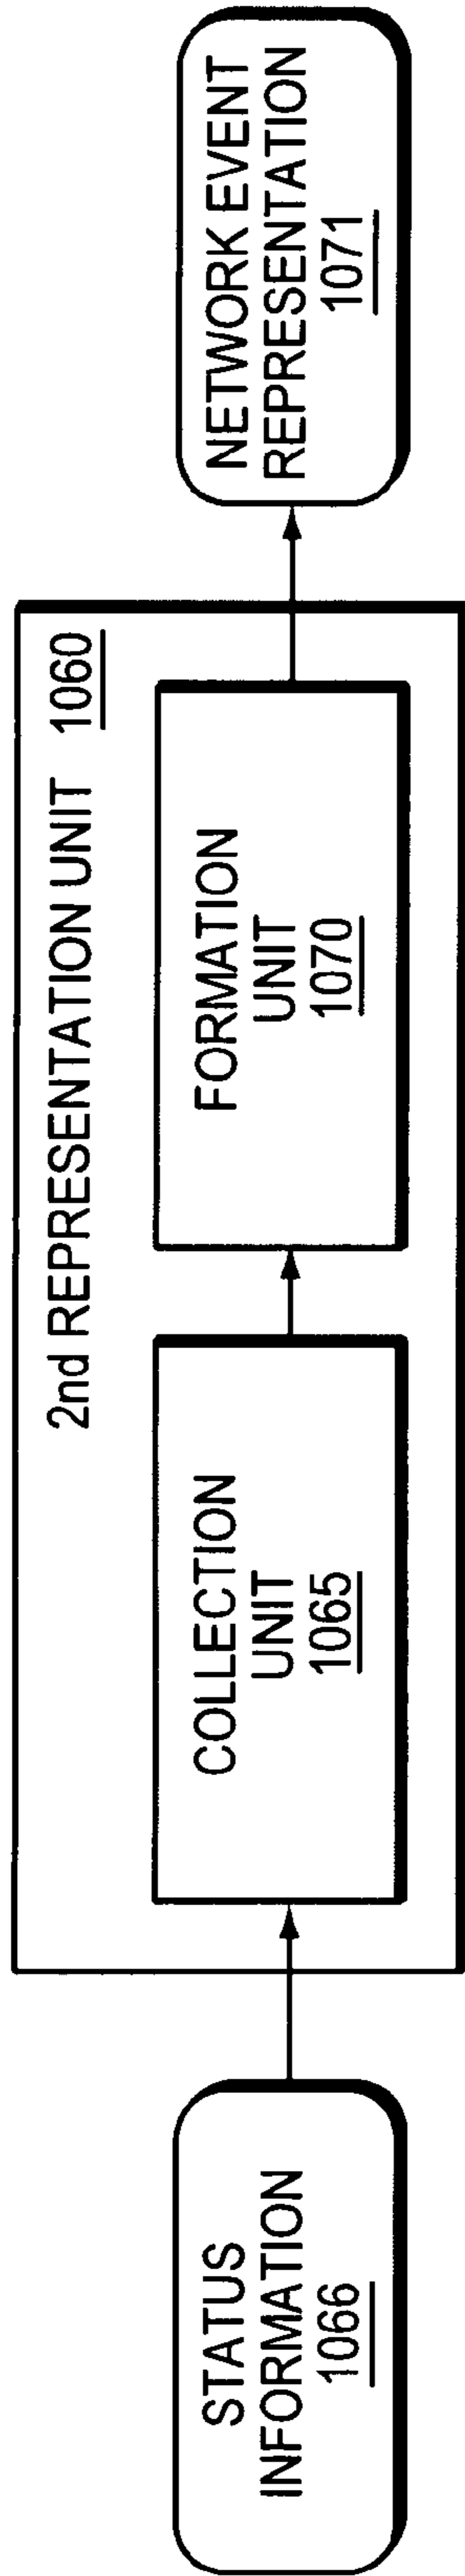 2nd REPRESENTATION UNIT 1060
STATUS
INFORMATION
1066
COLLECTION
UNIT
1065
FORMATION
UNIT
1070
NETWORK EVENT
REPRESENTATION
1071